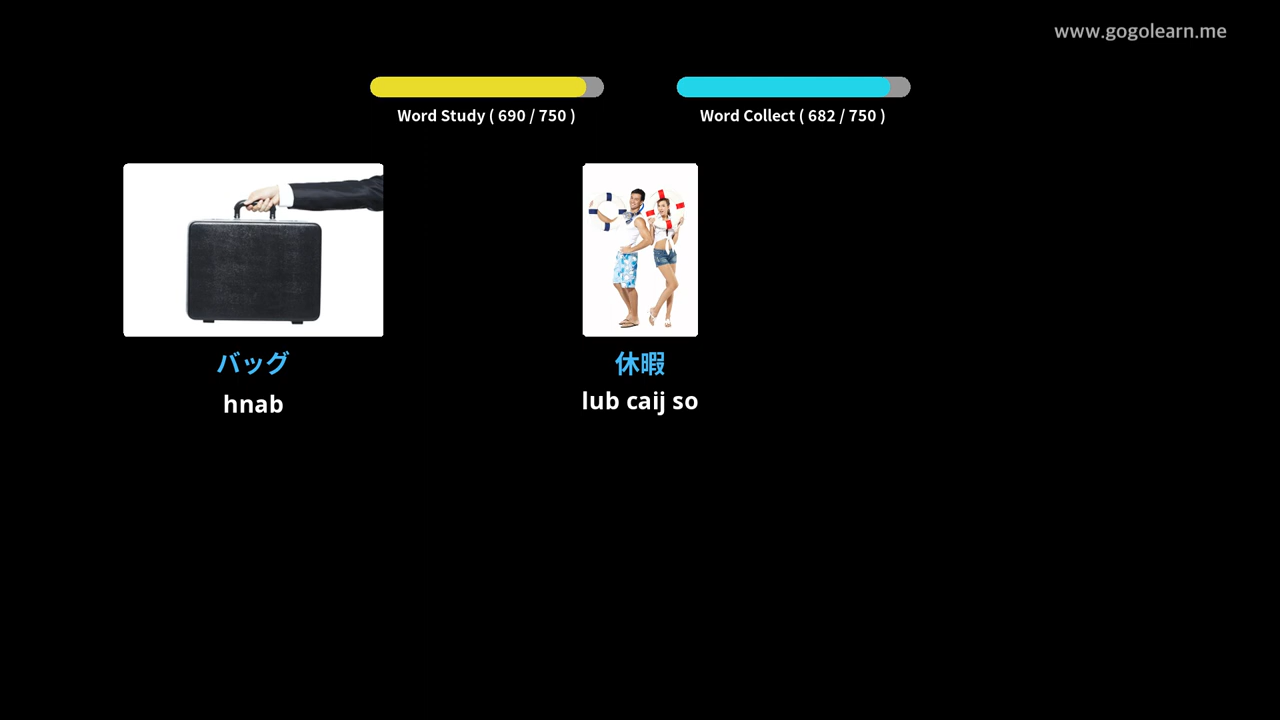 www.gogolearn.me
Word Study ( 690 / 750 )
Word Collect ( 682 / 750 )
バッグ
hnab
休暇
lub caij so